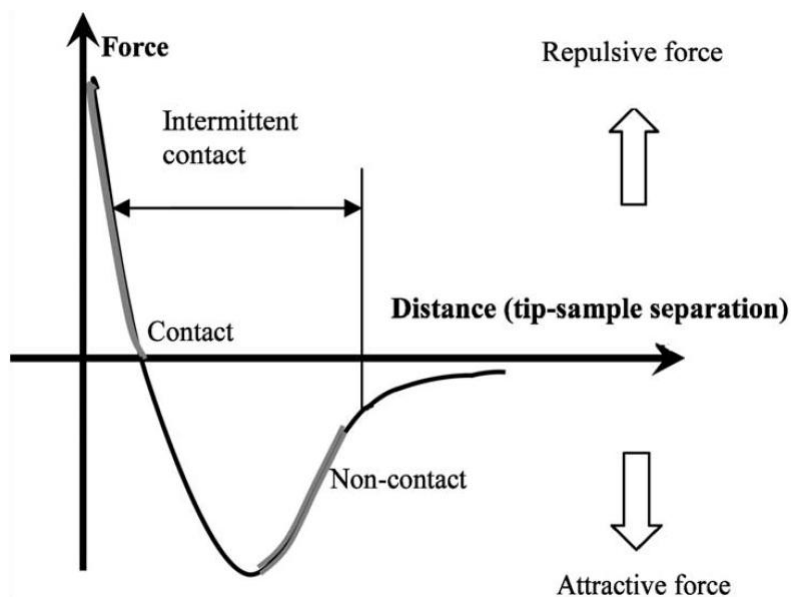 Force
Repulsive force
Intermittent
contact
Distance (tip-sample separation)
Contact
Non-contact
Attractive force